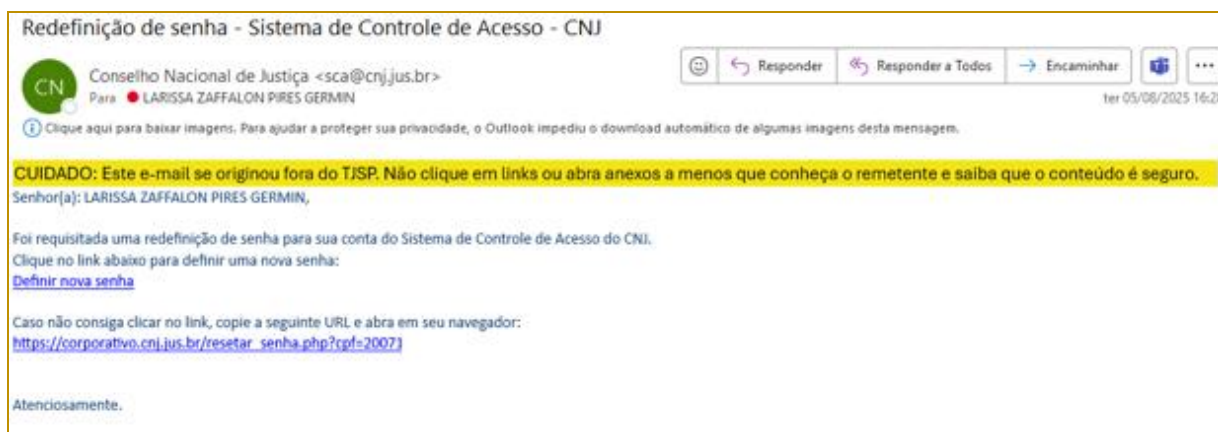 Redefinição de senha - Sistema de Controle de Acesso - CNJ
CN
Conselho Nacional de Justiça <sca@cnj.jus.br>
Para LARISSA ZAFFALON PIRES GERMIN
Responder
Responder a Todos
Encaminhar
ter 05/08/2025 16:28
Clique aqui para baixar imagens. Para ajudar a proteger sua privacidade, o Outlook impediu o download automático de algumas imagens desta mensagem.
CUIDADO: Este e-mail se originou fora do TJSP. Não clique em links ou abra anexos a menos que conheça o remetente e saiba que o conteúdo é seguro.
Senhor(a): LARISSA ZAFFALON PIRES GERMIN,
Foi requisitada uma redefinição de senha para sua conta do Sistema de Controle de Acesso do CNJ.
Clique no link abaixo para definir uma nova senha:
Definir nova senha
Caso não consiga clicar no link, copie a seguinte URL e abra em seu navegador:
https://corporativo.cnj.jus.br/resetar_senha.php?cpf=20071
Atenciosamente.